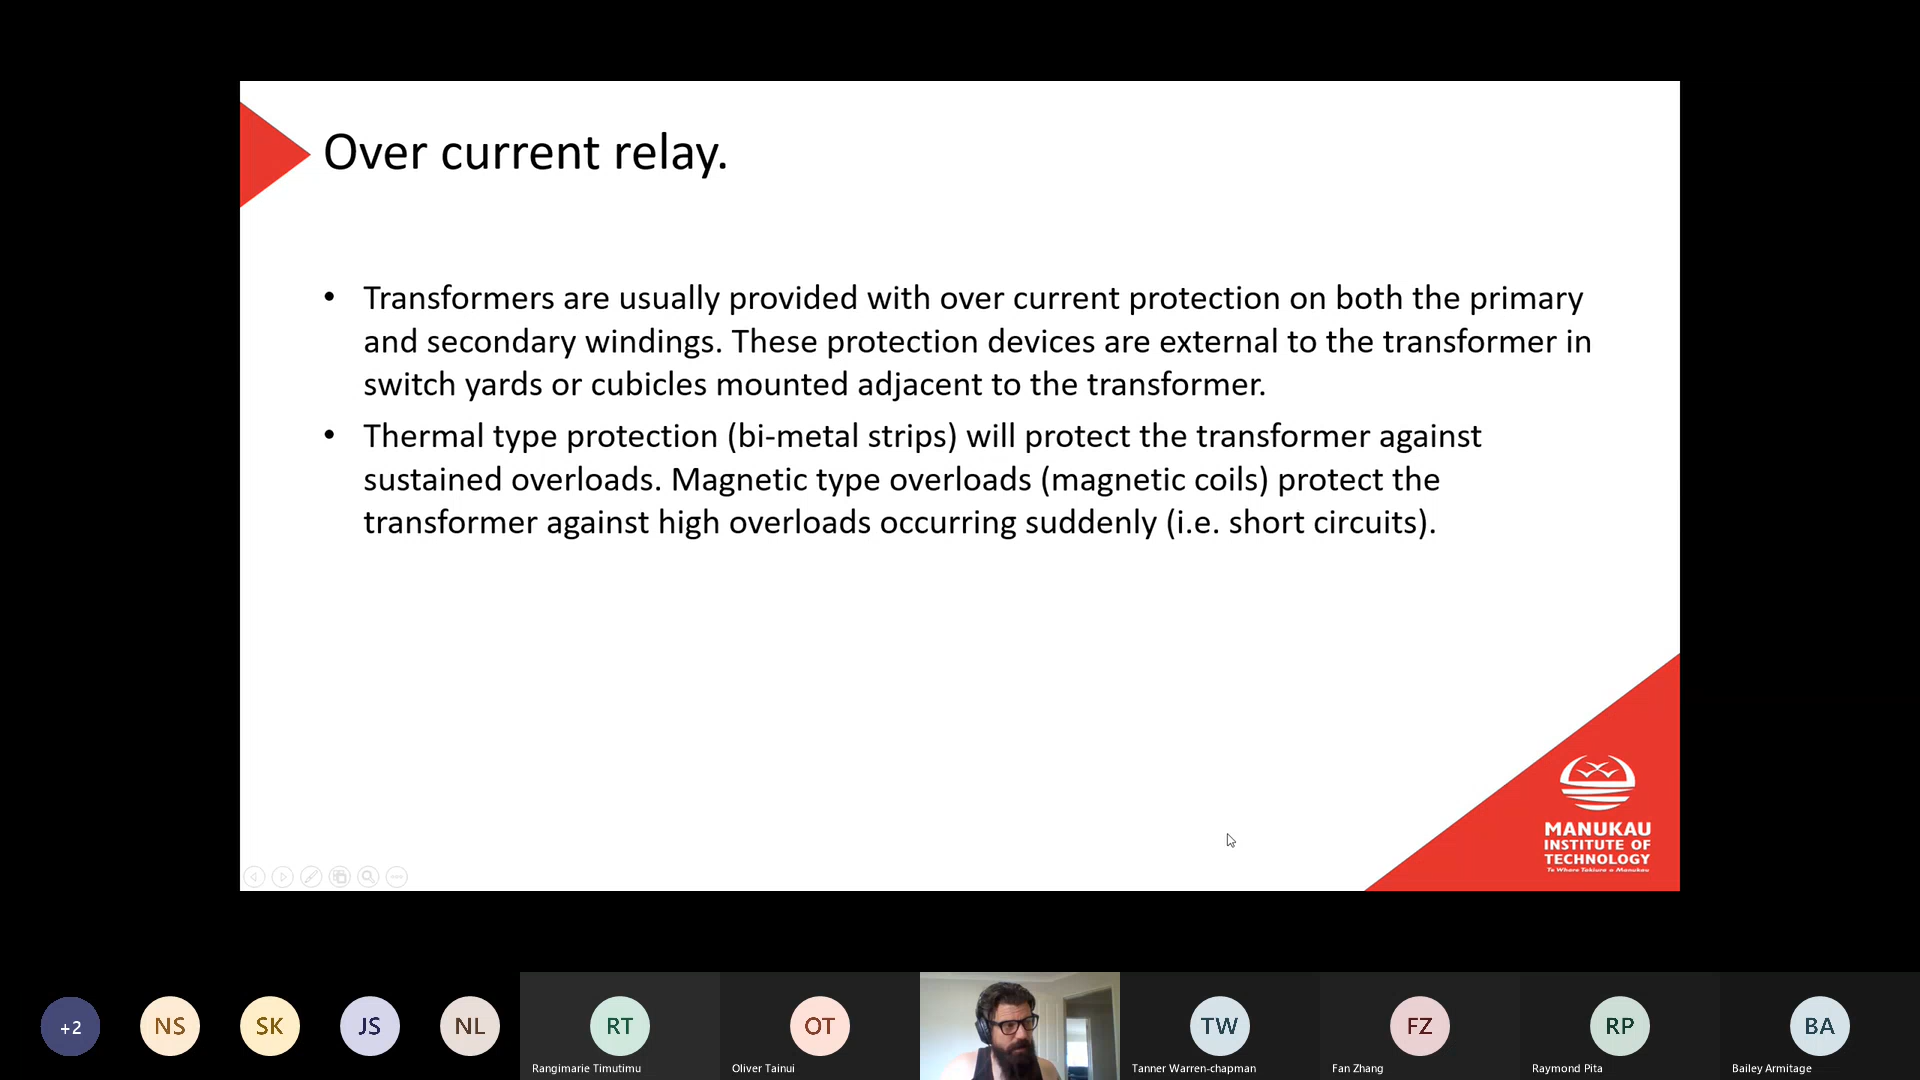 Over current relay.
• Transformers are usually provided with over current protection on both the primary
and secondary windings. These protection devices are external to the transformer in
switch yards or cubicles mounted adjacent to the transformer.
• Thermal type protection (bi-metal strips) will protect the transformer against
sustained overloads. Magnetic type overloads (magnetic coils) protect the
transformer against high overloads occurring suddenly (i.e. short circuits).
MANUKAU
INSTITUTE OF
TECHNOLOGY
Te Whare Takiura o Manukau
+2
NS
SK
JS
NL
RT
OT
TW
FZ
RP
BA
Rangimarie Timutimu
Oliver Tainui
Tanner Warren-chapman
Fan Zhang
Raymond Pita
Bailey Armitage